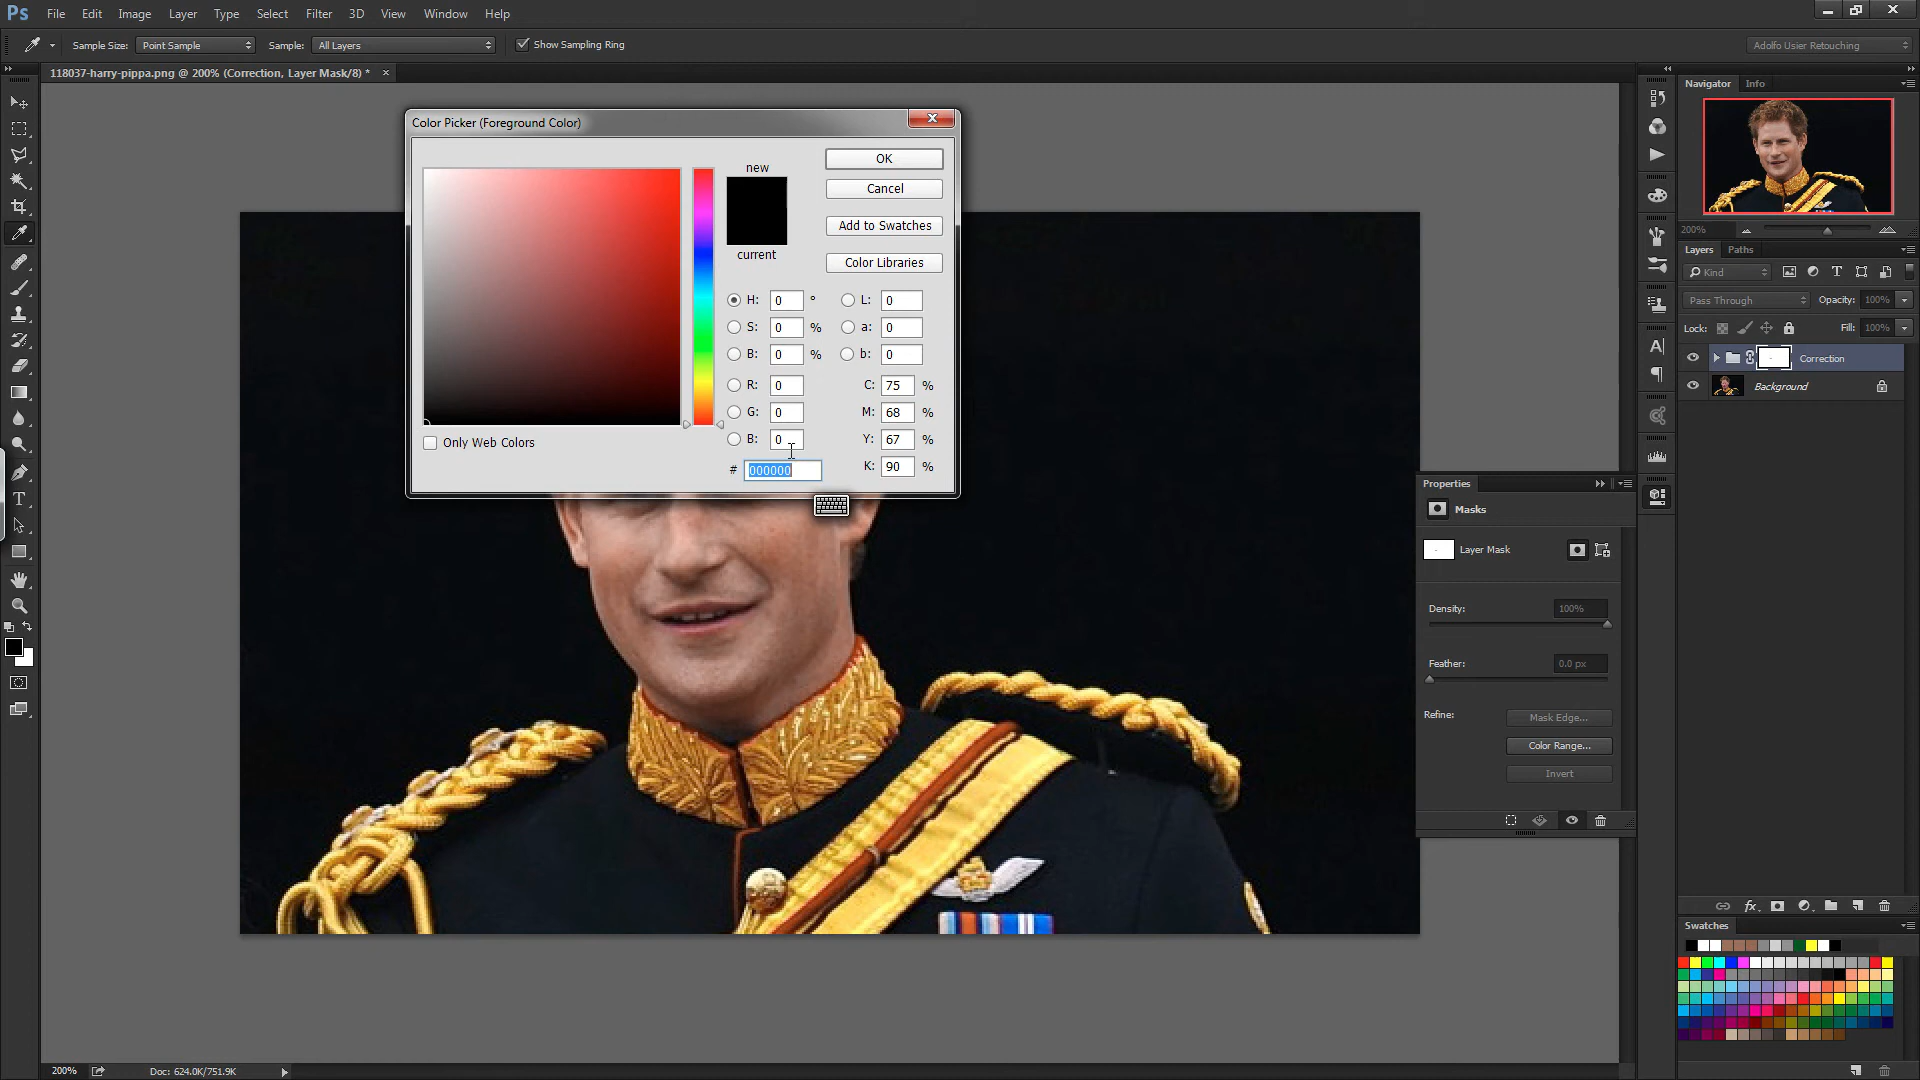 Ps File Edit Image Layer Type Select Filter 3D View Window Help
Sample Size: Point Sample Sample: All Layers Show Sampling Ring Adolfo Usier Retouching
118037-harry-pippa.png @ 200% (Correction, Layer Mask/8) * ×
Color Picker (Foreground Color)
new
current
OK
Cancel
Add to Swatches
Color Libraries
H: 0 ° L: 0
S: 0 % a: 0
B: 0 % b: 0
R: 0 C: 75 %
G: 0 M: 68 %
B: 0 Y: 67 %
# 000000 K: 90 %
Only Web Colors
Navigator Info
200%
Layers Paths
Kind
Pass Through Opacity: 100%
Lock: Fill: 100%
Correction
Background
Properties
Masks
Layer Mask
Density: 100%
Feather: 0.0 px
Refine: Mask Edge...
Color Range...
Invert
Swatches
200% Doc: 624.0K/751.9K